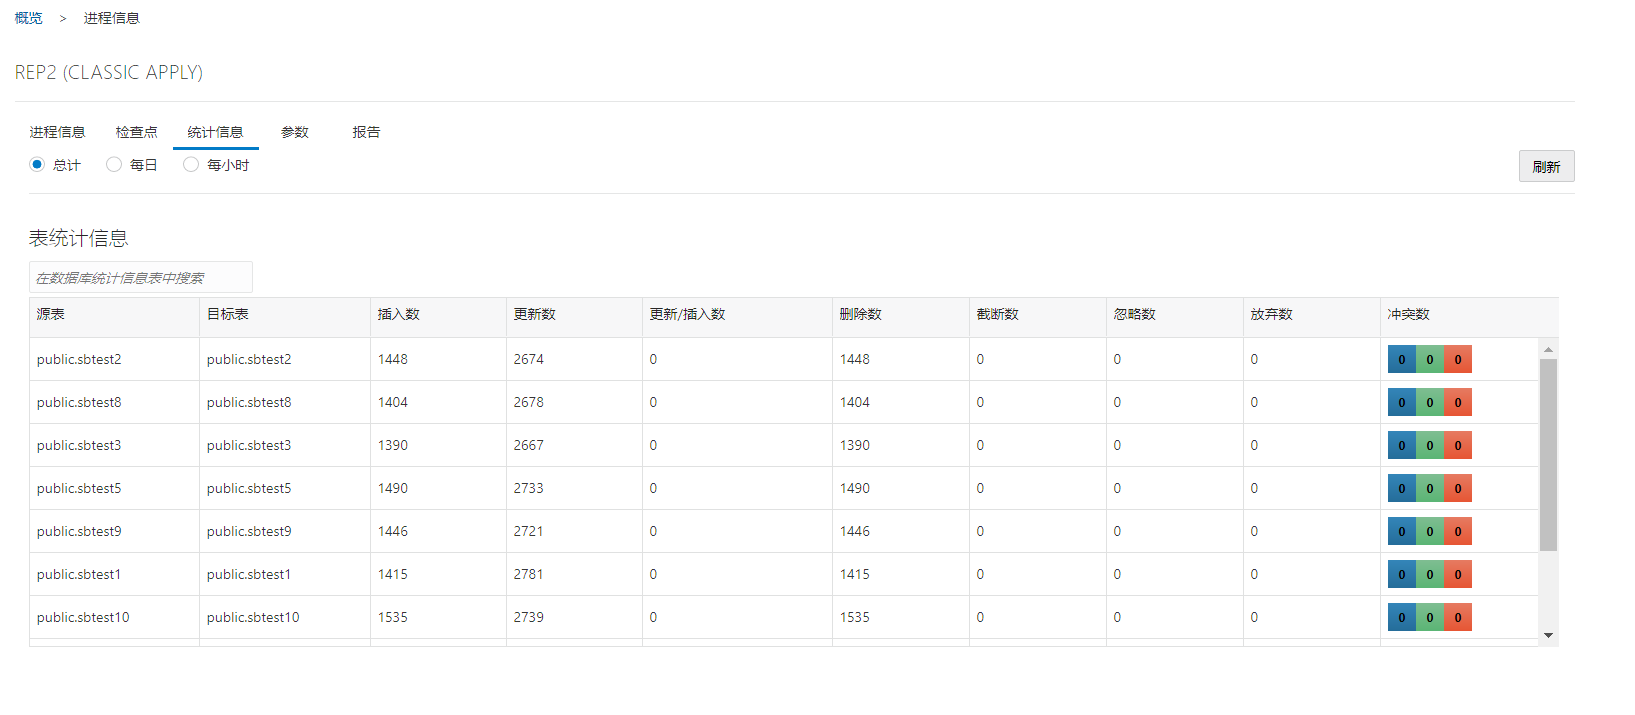 概览 > 进程信息
REP2 (CLASSIC APPLY)
进程信息 检查点 统计信息 参数 报告
总计 每日 每小时
刷新
表统计信息
在数据库统计信息表中搜索
源表 目标表 插入数 更新数 更新/插入数 删除数 截断数 忽略数 放弃数 冲突数
public.sbtest2 public.sbtest2 1448 2674 0 1448 0 0 0 0 0 0
public.sbtest8 public.sbtest8 1404 2678 0 1404 0 0 0 0 0 0
public.sbtest3 public.sbtest3 1390 2667 0 1390 0 0 0 0 0 0
public.sbtest5 public.sbtest5 1490 2733 0 1490 0 0 0 0 0 0
public.sbtest9 public.sbtest9 1446 2721 0 1446 0 0 0 0 0 0
public.sbtest1 public.sbtest1 1415 2781 0 1415 0 0 0 0 0 0
public.sbtest10 public.sbtest10 1535 2739 0 1535 0 0 0 0 0 0